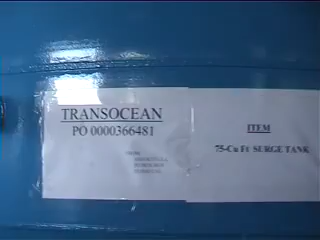 TRANSOCEAN
PO 0000366481
ITEM
75-Cu Ft SURGE TANK